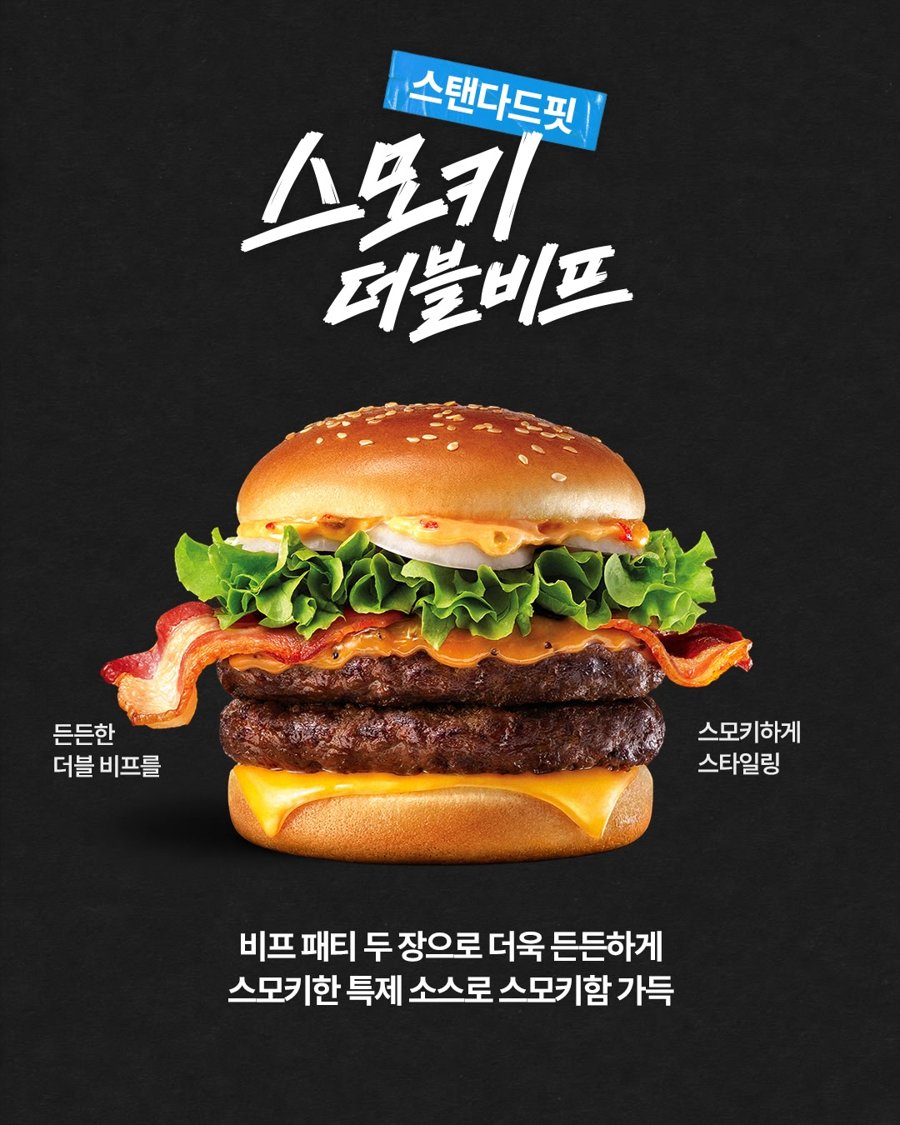 스탠다드핏
스모키
더블비프
든든한
더블 비프를
스모키하게
스타일링
비프 패티 두 장으로 더욱 든든하게
스모키한 특제 소스로 스모키함 가득